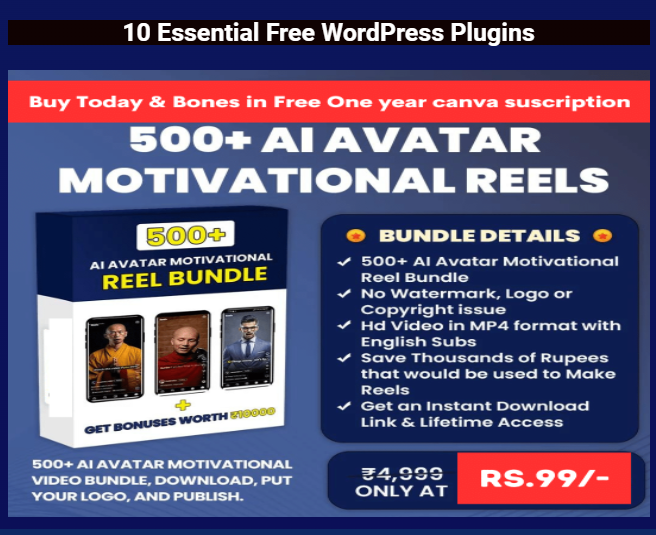 10 Essential Free WordPress Plugins
Buy Today & Bones in Free One year canva suscription
500+ AI AVATAR
MOTIVATIONAL REELS
500+
AI AVATAR MOTIVATIONAL
REEL BUNDLE
+
GET BONUSES WORTH ₹10000
500+ AI AVATAR MOTIVATIONAL
VIDEO BUNDLE, DOWNLOAD, PUT
YOUR LOGO, AND PUBLISH.
BUNDLE DETAILS
✓ 500+ AI Avatar Motivational
Reel Bundle
✓ No Watermark, Logo or
Copyright issue
✓ Hd Video in MP4 format with
English Subs
✓ Save Thousands of Rupees
that would be used to Make
Reels
✓ Get an Instant Download
Link & Lifetime Access
₹4,999
ONLY AT
RS.99/-